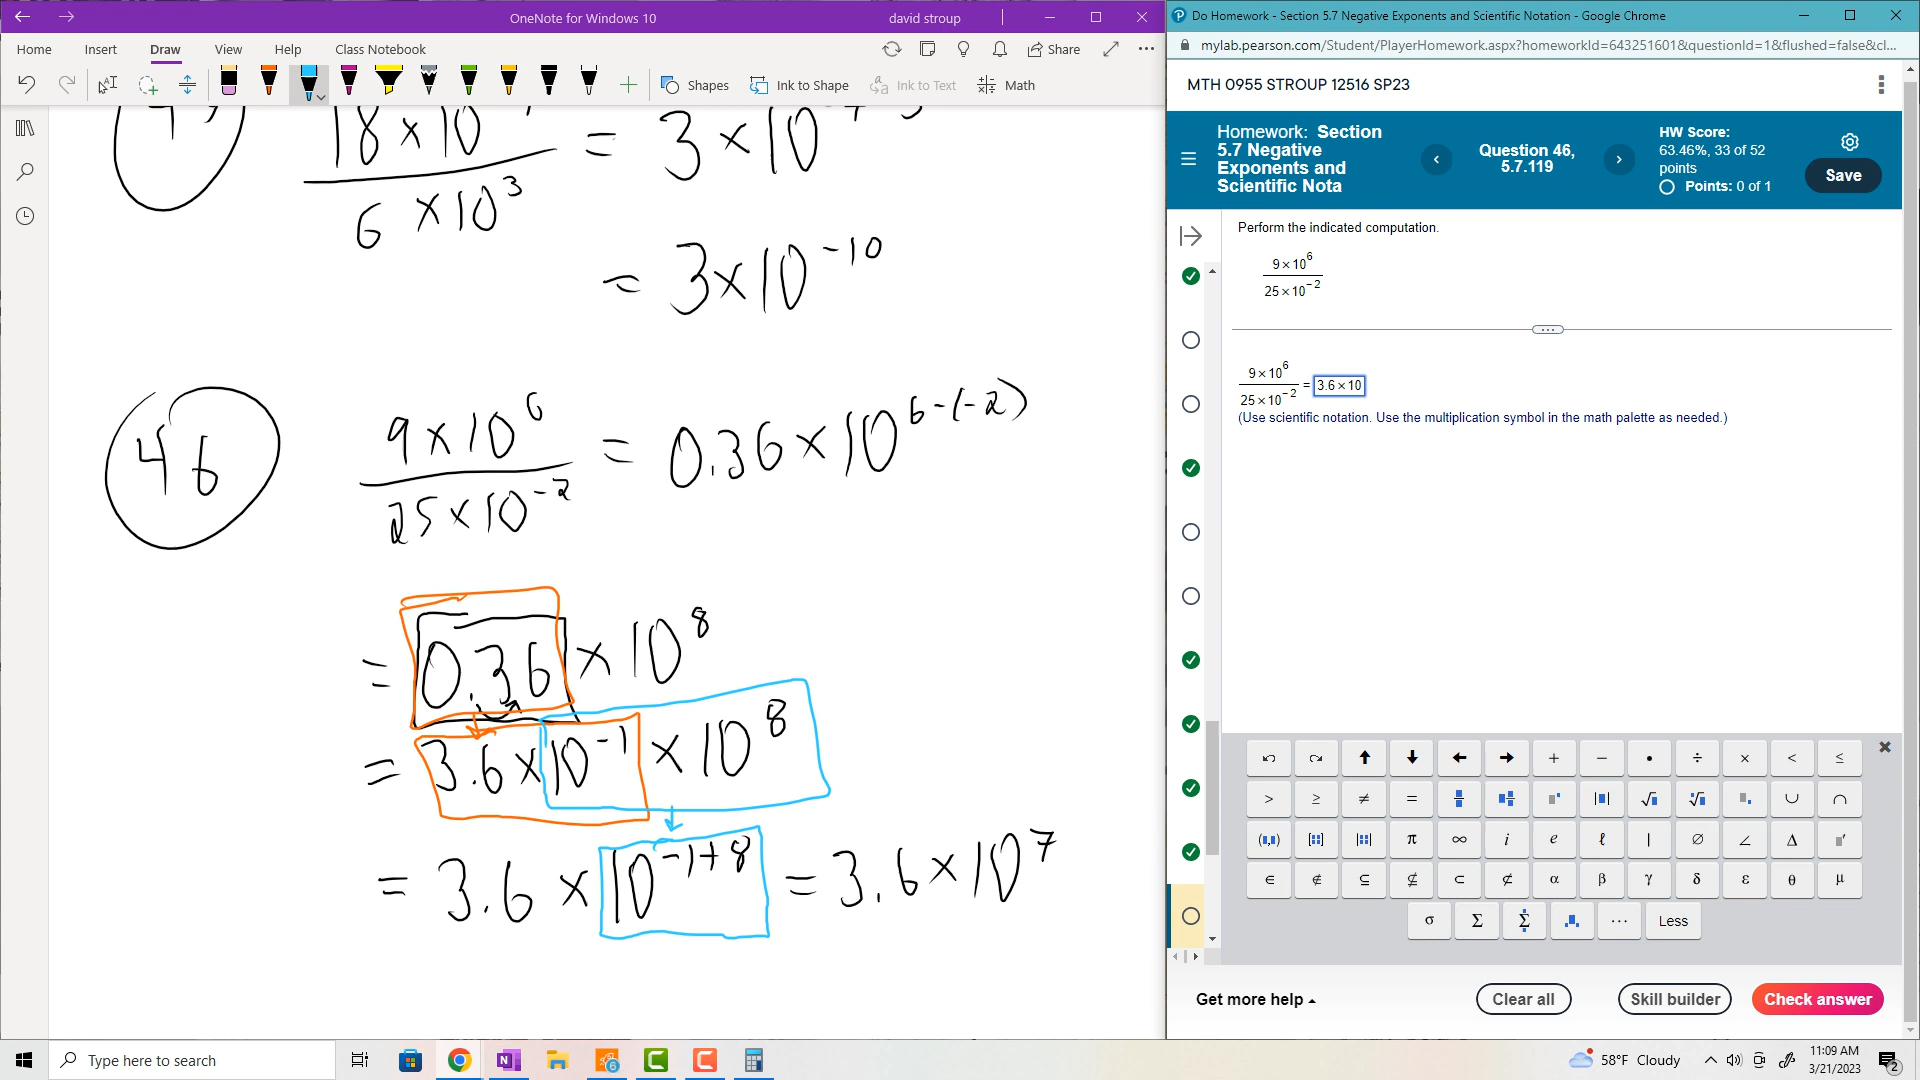 OneNote for Windows 10
david stroup
Home Insert Draw View Help Class Notebook
Share
Shapes Ink to Shape Ink to Text Math
18 × 10
6 × 10³
= 3 × 10
= 3×10⁻¹⁰
46
9 × 10⁶
25 × 10⁻²
= 0.36 × 10⁶⁻⁽⁻²⁾
= 0.36 × 10⁸
= 3.6 × 10⁻¹ × 10⁸
= 3.6 × 10⁻¹⁺⁸ = 3.6 × 10⁷
Do Homework - Section 5.7 Negative Exponents and Scientific Notation - Google Chrome
mylab.pearson.com/Student/PlayerHomework.aspx?homeworkId=643251601&questionId=1&flushed=false&cl...
MTH 0955 STROUP 12516 SP23
Homework: Section
5.7 Negative
Exponents and
Scientific Nota
Question 46,
5.7.119
HW Score:
63.46%, 33 of 52
points
Points: 0 of 1
Save
Perform the indicated computation.
9×10⁶
25×10⁻²
9×10⁶
25×10⁻²
= 3.6×10
(Use scientific notation. Use the multiplication symbol in the math palette as needed.)
+ − • ÷ × < ≤
> ≥ ≠ = ∪ ∩
π ∞ i e ℓ | ∅ ∠ Δ
∈ ∉ ⊆ ⊈ ⊂ ⊄ α β γ δ ε θ μ
σ Σ Σ ... Less
Get more help
Clear all
Skill builder
Check answer
Type here to search
58°F Cloudy
11:09 AM
3/21/2023
2